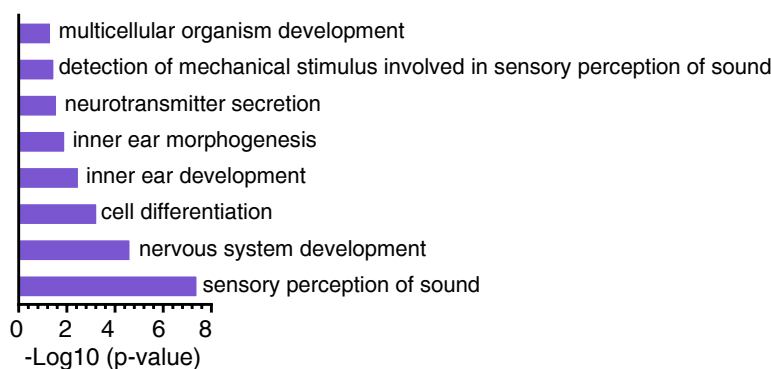 multicellular organism development
detection of mechanical stimulus involved in sensory perception of sound
neurotransmitter secretion
inner ear morphogenesis
inner ear development
cell differentiation
nervous system development
sensory perception of sound
0 2 4 6 8
-Log10 (p-value)